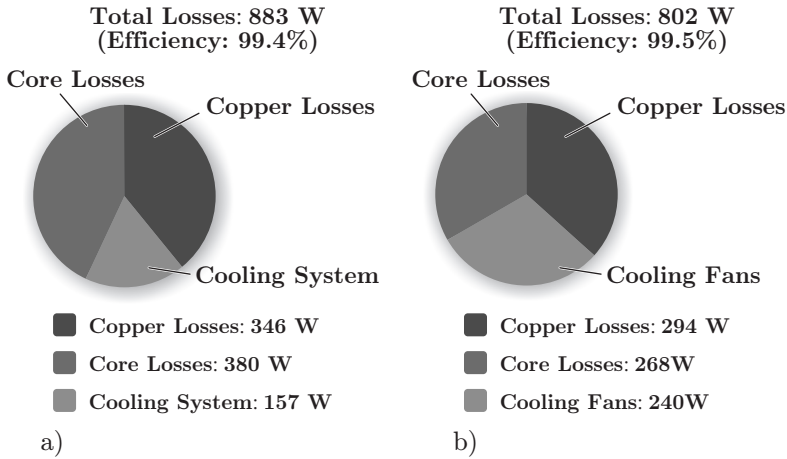 Total Losses: 883 W
(Efficiency: 99.4%)
Core Losses
Copper Losses
Cooling System
Copper Losses: 346 W
Core Losses: 380 W
Cooling System: 157 W
a)
Total Losses: 802 W
(Efficiency: 99.5%)
Core Losses
Copper Losses
Cooling Fans
Copper Losses: 294 W
Core Losses: 268W
Cooling Fans: 240W
b)